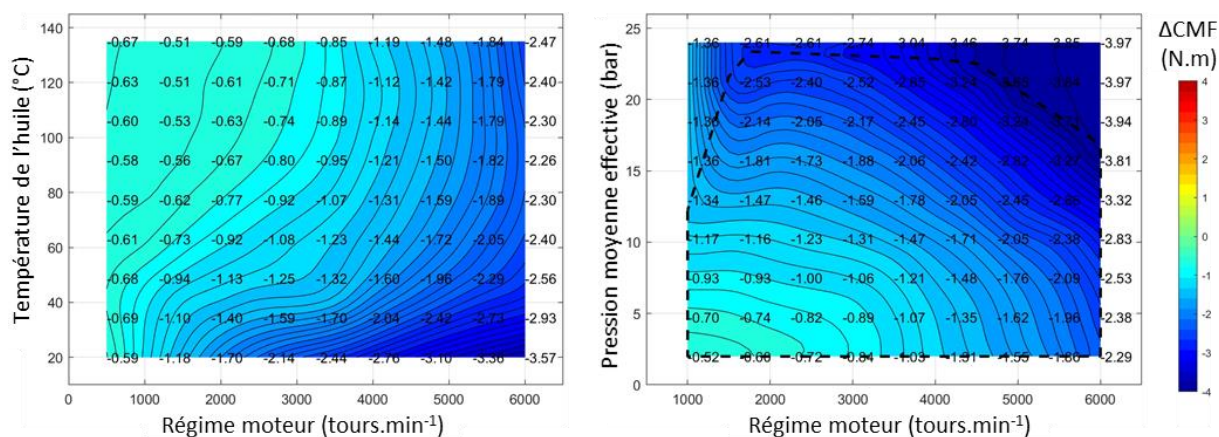 Température de l'huile (°C)
140
-0.67 -0.51 -0.59 -0.68 -0.85 -1.19 -1.48 -1.84 -2.47
120 -0.63 -0.51 -0.61 -0.71 -0.87 -1.12 -1.42 -1.79 -2.40
-0.60 -0.53 -0.63 -0.74 -0.89 -1.14 -1.44 -1.79 -2.30
100
-0.58 -0.56 -0.67 -0.80 -0.95 -1.21 -1.50 -1.82 -2.26
80
-0.59 -0.62 -0.77 -0.92 -1.07 -1.31 -1.59 -1.89 -2.30
60
-0.61 -0.73 -0.92 -1.08 -1.23 -1.44 -1.72 -2.05 -2.40
-0.68 -0.94 -1.13 -1.25 -1.32 -1.60 -1.96 -2.29 -2.56
40
-0.69 -1.10 -1.40 -1.59 -1.70 -2.04 -2.42 -2.73 -2.93
20 -0.59 -1.18 -1.70 -2.14 -2.44 -2.76 -3.10 -3.36 -3.57
0 1000 2000 3000 4000 5000 6000
Régime moteur (tours.min-1)
Pression moyenne effective (bar)
25
-1.36 -2.61 -2.61 -2.74 -3.46 -2.74 -3.97
-1.36 -2.53 -2.40 -2.52 -2.85 -3.24 -3.97
20
-1.36 -2.14 -2.05 -2.17 -2.45 -2.80 -3.94
-1.36 -1.81 -1.73 -1.88 -2.06 -2.42 -2.82 -3.81
15
-1.34 -1.47 -1.46 -1.59 -1.78 -2.05 -2.45 -3.32
10
-1.17 -1.16 -1.23 -1.31 -1.47 -1.71 -2.05 -2.38 -2.83
-0.93 -0.93 -1.00 -1.06 -1.21 -1.48 -1.76 -2.09 -2.53
5
-0.70 -0.74 -0.82 -0.89 -1.07 -1.35 -1.62 -1.96 -2.38
-0.52 -0.68 -0.72 -0.84 -1.03 -1.31 -1.55 -2.29
0
1000 2000 3000 4000 5000 6000
Régime moteur (tours.min-1)
ΔCMF
(N.m)
4
3
2
1
0
-1
-2
-3
-4